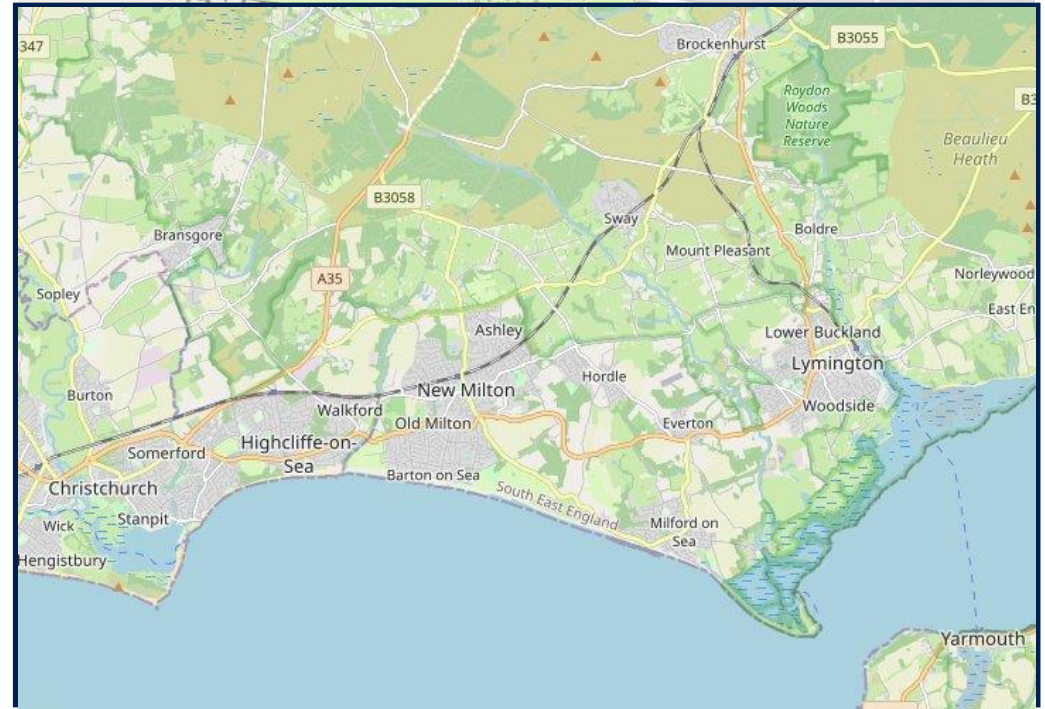 347
Brockenhurst
B3055
Roydon
Woods
Nature
Reserve
B3
Beaulieu
Heath
B3058
Sway
Bransgore
Boldre
Mount Pleasant
A35
Norleywood
Sopley
East En
Ashley
Lower Buckland
Lymington
Hordle
New Milton
Burton
Walkford
Woodside
Old Milton
Everton
Highcliffe-on-
Sea
Somerford
Barton on Sea
Christchurch
South East England
Stanpit
Wick
Milford on
Sea
Hengistbury
Yarmouth